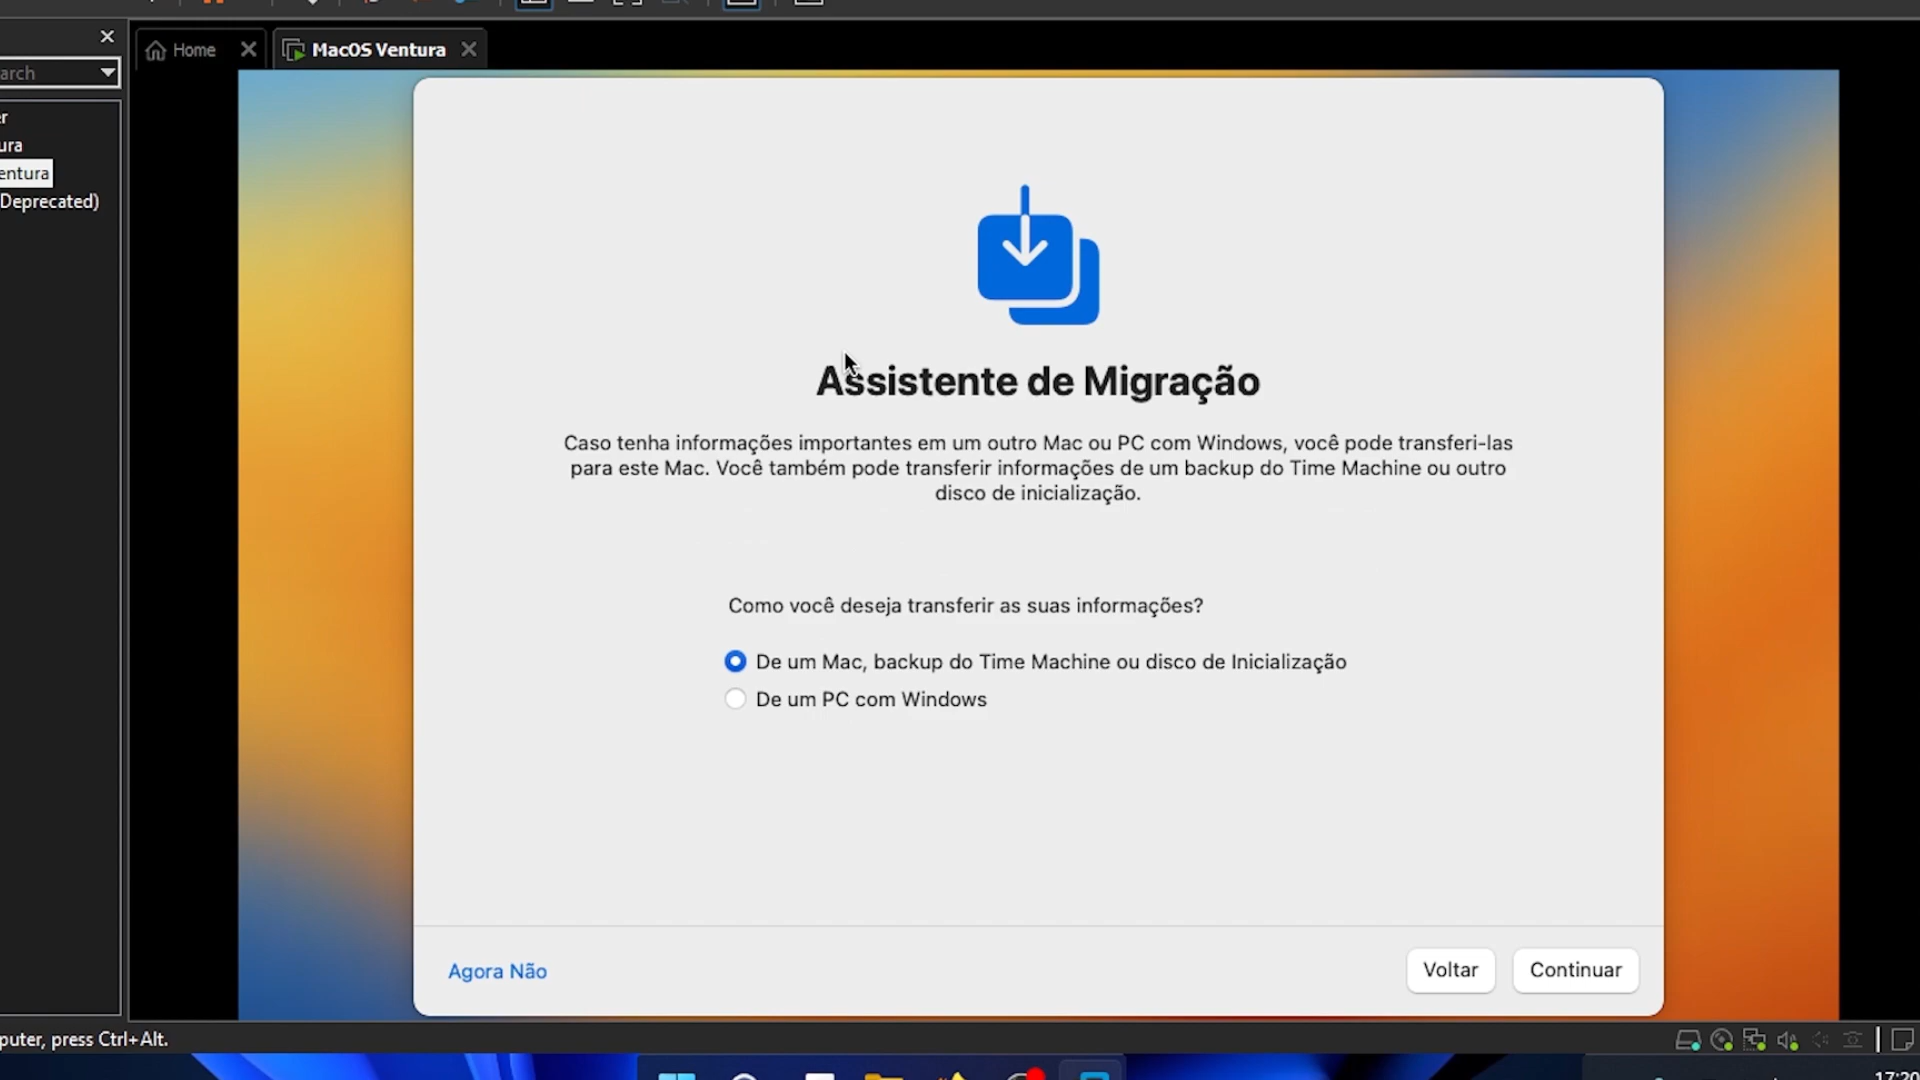 Home
MacOS Ventura
arch
er
ura
entura
Deprecated)
Assistente de Migração
Caso tenha informações importantes em um outro Mac ou PC com Windows, você pode transferi-las
para este Mac. Você também pode transferir informações de um backup do Time Machine ou outro
disco de inicialização.
Como você deseja transferir as suas informações?
De um Mac, backup do Time Machine ou disco de Inicialização
De um PC com Windows
Agora Não
Voltar
Continuar
puter, press Ctrl+Alt.
17:20